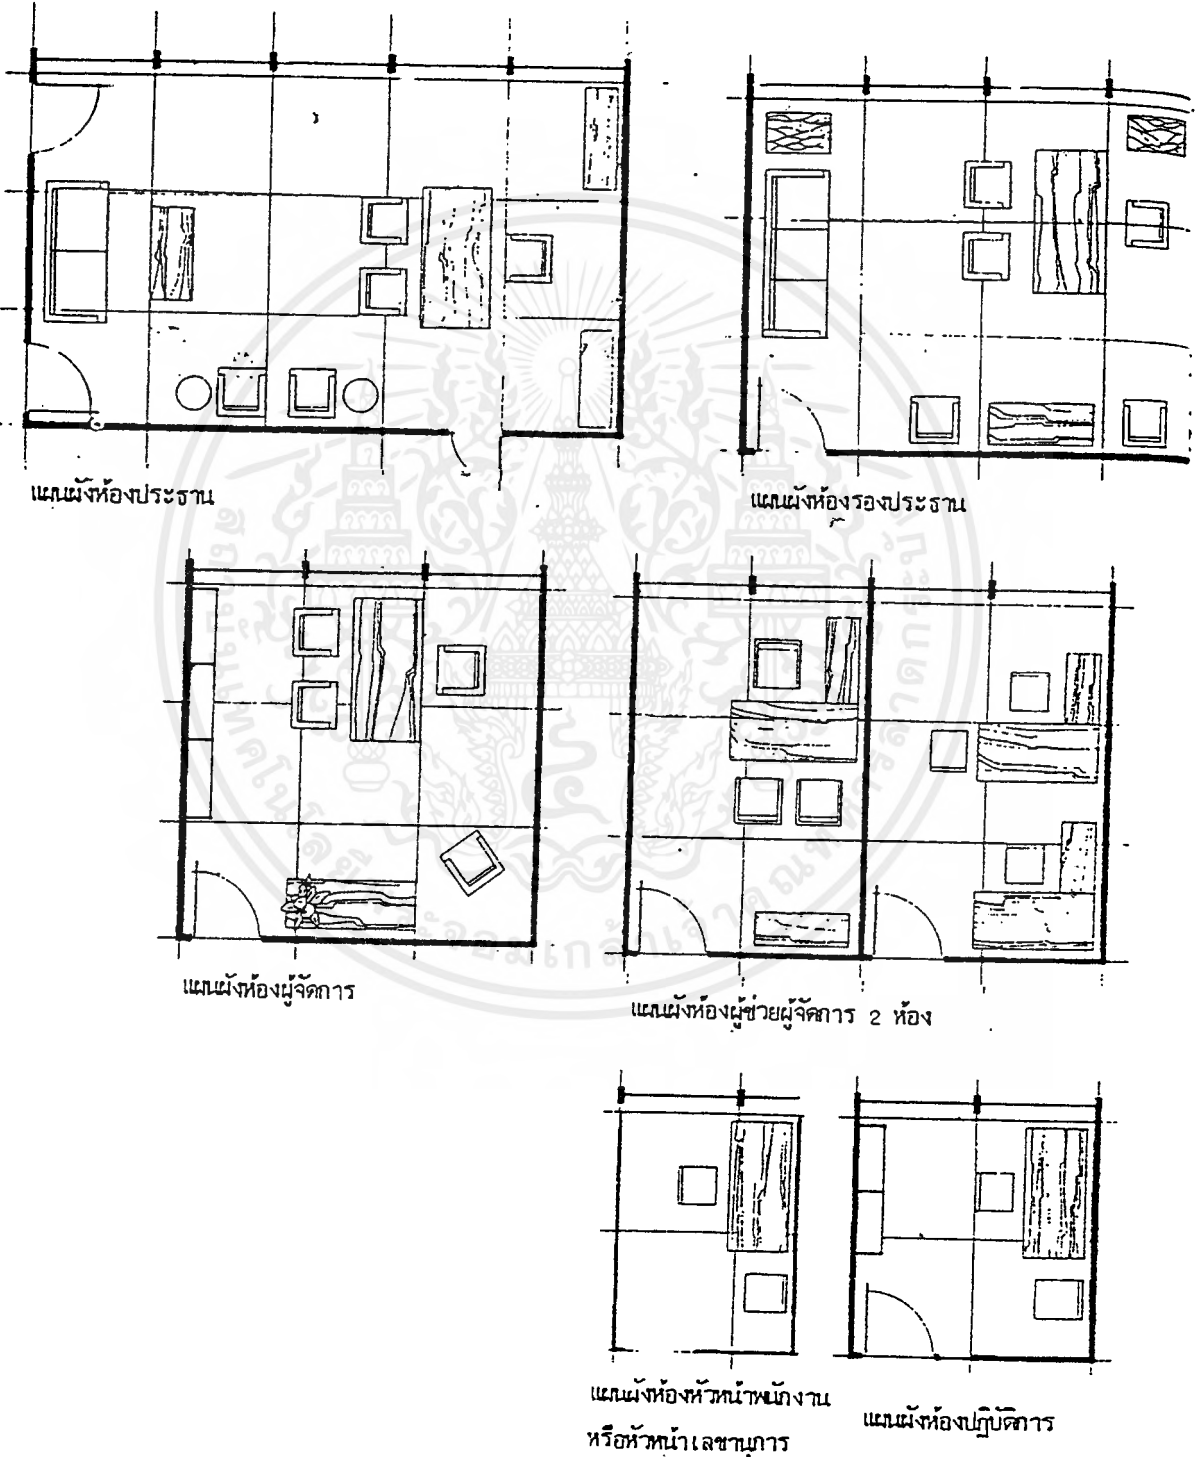 แผนผังห้องประธาน
แผนผังห้องรองประธาน
แผนผังห้องผู้จัดการ
แผนผังห้องผู้ช่วยผู้จัดการ 2 ห้อง
แผนผังห้องหัวหน้าพนักงาน
หรือหัวหน้าเลขานุการ
แผนผังห้องปฏิบัติการ